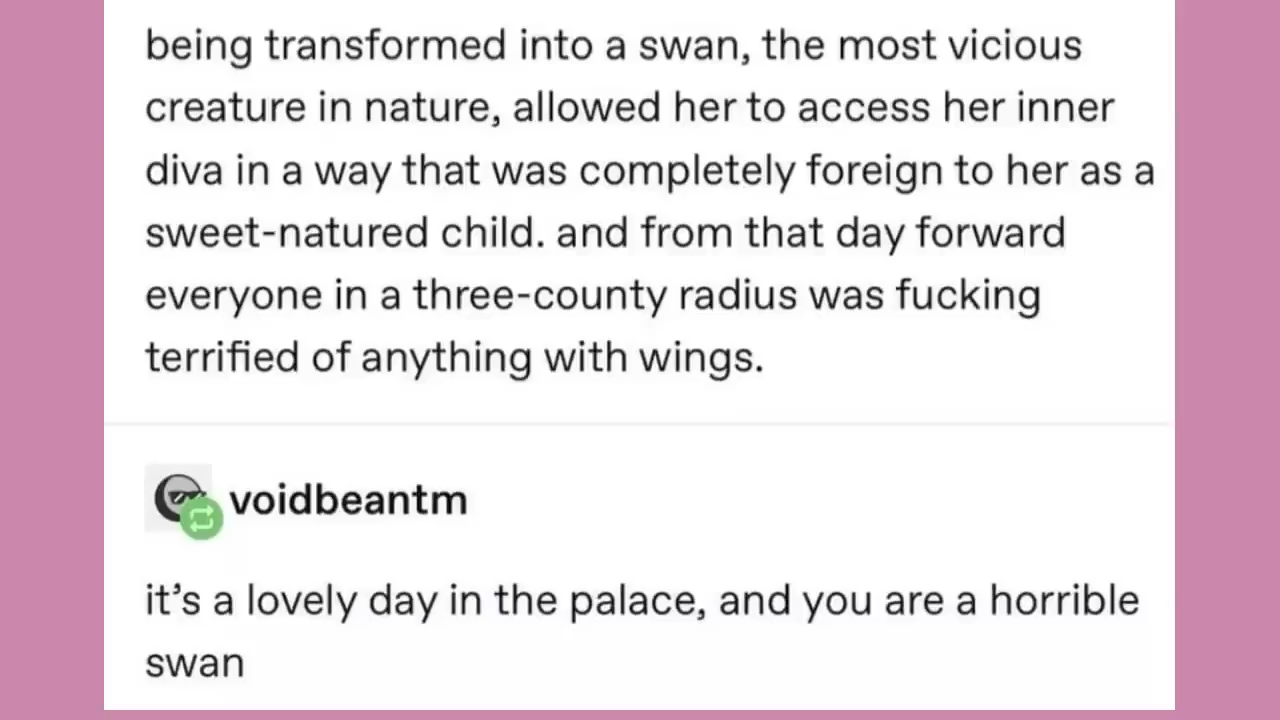 being transformed into a swan, the most vicious
creature in nature, allowed her to access her inner
diva in a way that was completely foreign to her as a
sweet-natured child. and from that day forward
everyone in a three-county radius was fucking
terrified of anything with wings.
voidbeantm
it's a lovely day in the palace, and you are a horrible
swan